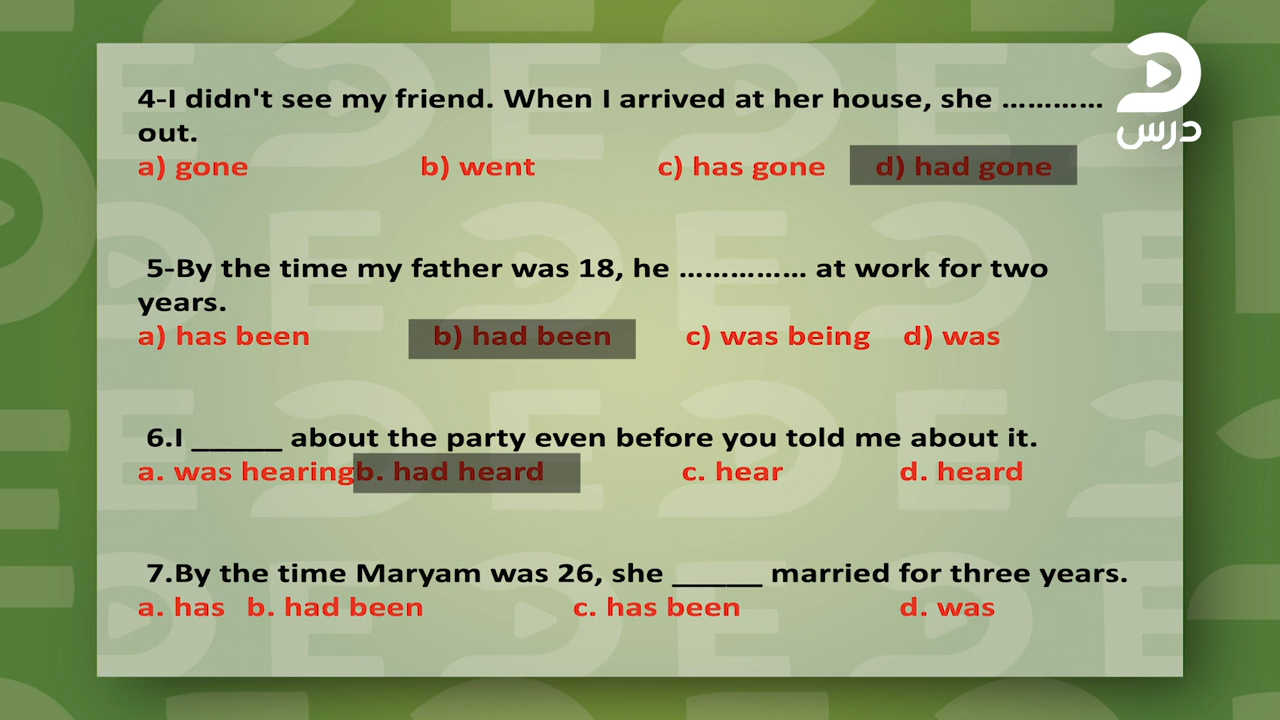 درس
4-I didn't see my friend. When I arrived at her house, she …………
out.
a) gone b) went c) has gone d) had gone
5-By the time my father was 18, he …………… at work for two
years.
a) has been b) had been c) was being d) was
6.I ______ about the party even before you told me about it.
a. was hearing b. had heard c. hear d. heard
7.By the time Maryam was 26, she ______ married for three years.
a. has b. had been c. has been d. was